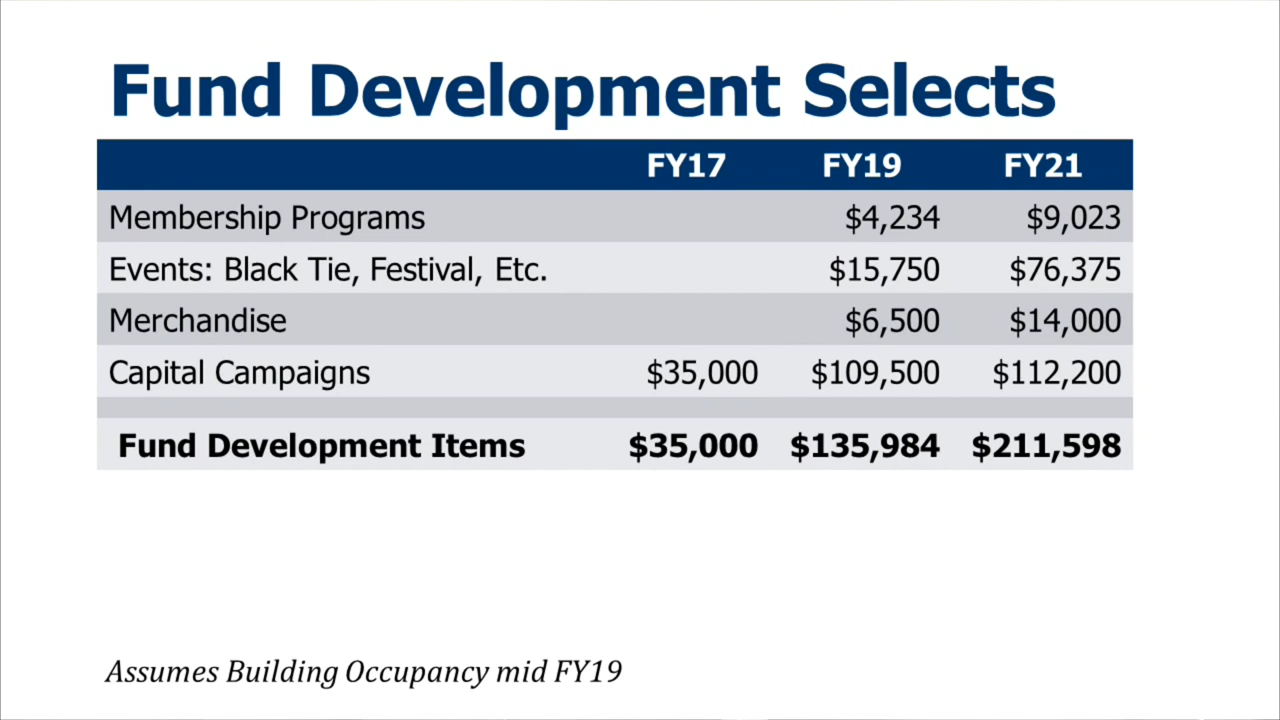 Fund Development Selects
FY17 FY19 FY21
Membership Programs $4,234 $9,023
Events: Black Tie, Festival, Etc. $15,750 $76,375
Merchandise $6,500 $14,000
Capital Campaigns $35,000 $109,500 $112,200
Fund Development Items $35,000 $135,984 $211,598
Assumes Building Occupancy mid FY19